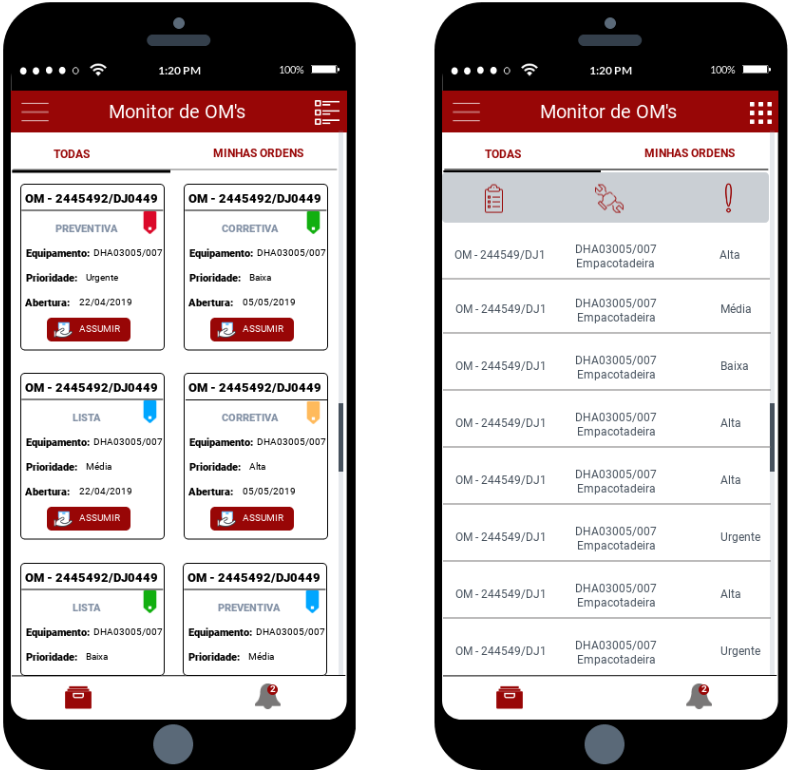 1:20 PM 100%
Monitor de OM's
TODAS MINHAS ORDENS
OM - 2445492/DJ0449
PREVENTIVA
Equipamento: DHA03005/007
Prioridade: Urgente
Abertura: 22/04/2019
ASSUMIR
OM - 2445492/DJ0449
CORRETIVA
Equipamento: DHA03005/007
Prioridade: Baixa
Abertura: 05/05/2019
ASSUMIR
OM - 2445492/DJ0449
LISTA
Equipamento: DHA03005/007
Prioridade: Média
Abertura: 22/04/2019
ASSUMIR
OM - 2445492/DJ0449
CORRETIVA
Equipamento: DHA03005/007
Prioridade: Alta
Abertura: 05/05/2019
ASSUMIR
OM - 2445492/DJ0449
LISTA
Equipamento: DHA03005/007
Prioridade: Baixa
OM - 2445492/DJ0449
PREVENTIVA
Equipamento: DHA03005/007
Prioridade: Média
2
1:20 PM 100%
Monitor de OM's
TODAS MINHAS ORDENS
OM - 244549/DJ1 DHA03005/007 Alta
Empacotadeira
OM - 244549/DJ1 DHA03005/007 Média
Empacotadeira
OM - 244549/DJ1 DHA03005/007 Baixa
Empacotadeira
OM - 244549/DJ1 DHA03005/007 Alta
Empacotadeira
OM - 244549/DJ1 DHA03005/007 Alta
Empacotadeira
OM - 244549/DJ1 DHA03005/007 Urgente
Empacotadeira
OM - 244549/DJ1 DHA03005/007 Alta
Empacotadeira
OM - 244549/DJ1 DHA03005/007 Urgente
Empacotadeira
2